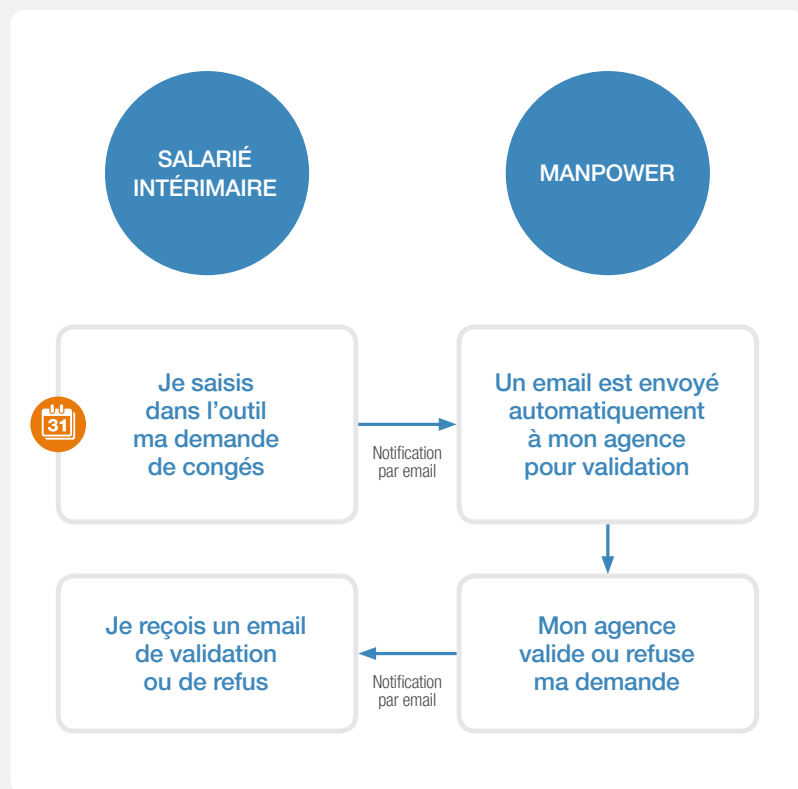 SALARIÉ
INTÉRIMAIRE
MANPOWER
Je saisis
dans l’outil
ma demande
de congés
31
Notification
par email
Un email est envoyé
automatiquement
à mon agence
pour validation
Mon agence
valide ou refuse
ma demande
Notification
par email
Je reçois un email
de validation
ou de refus